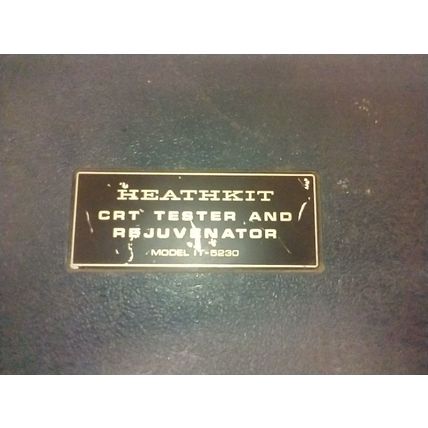 HEATHKIT
CRT TESTER AND
REJUVENATOR
MODEL IT-5230